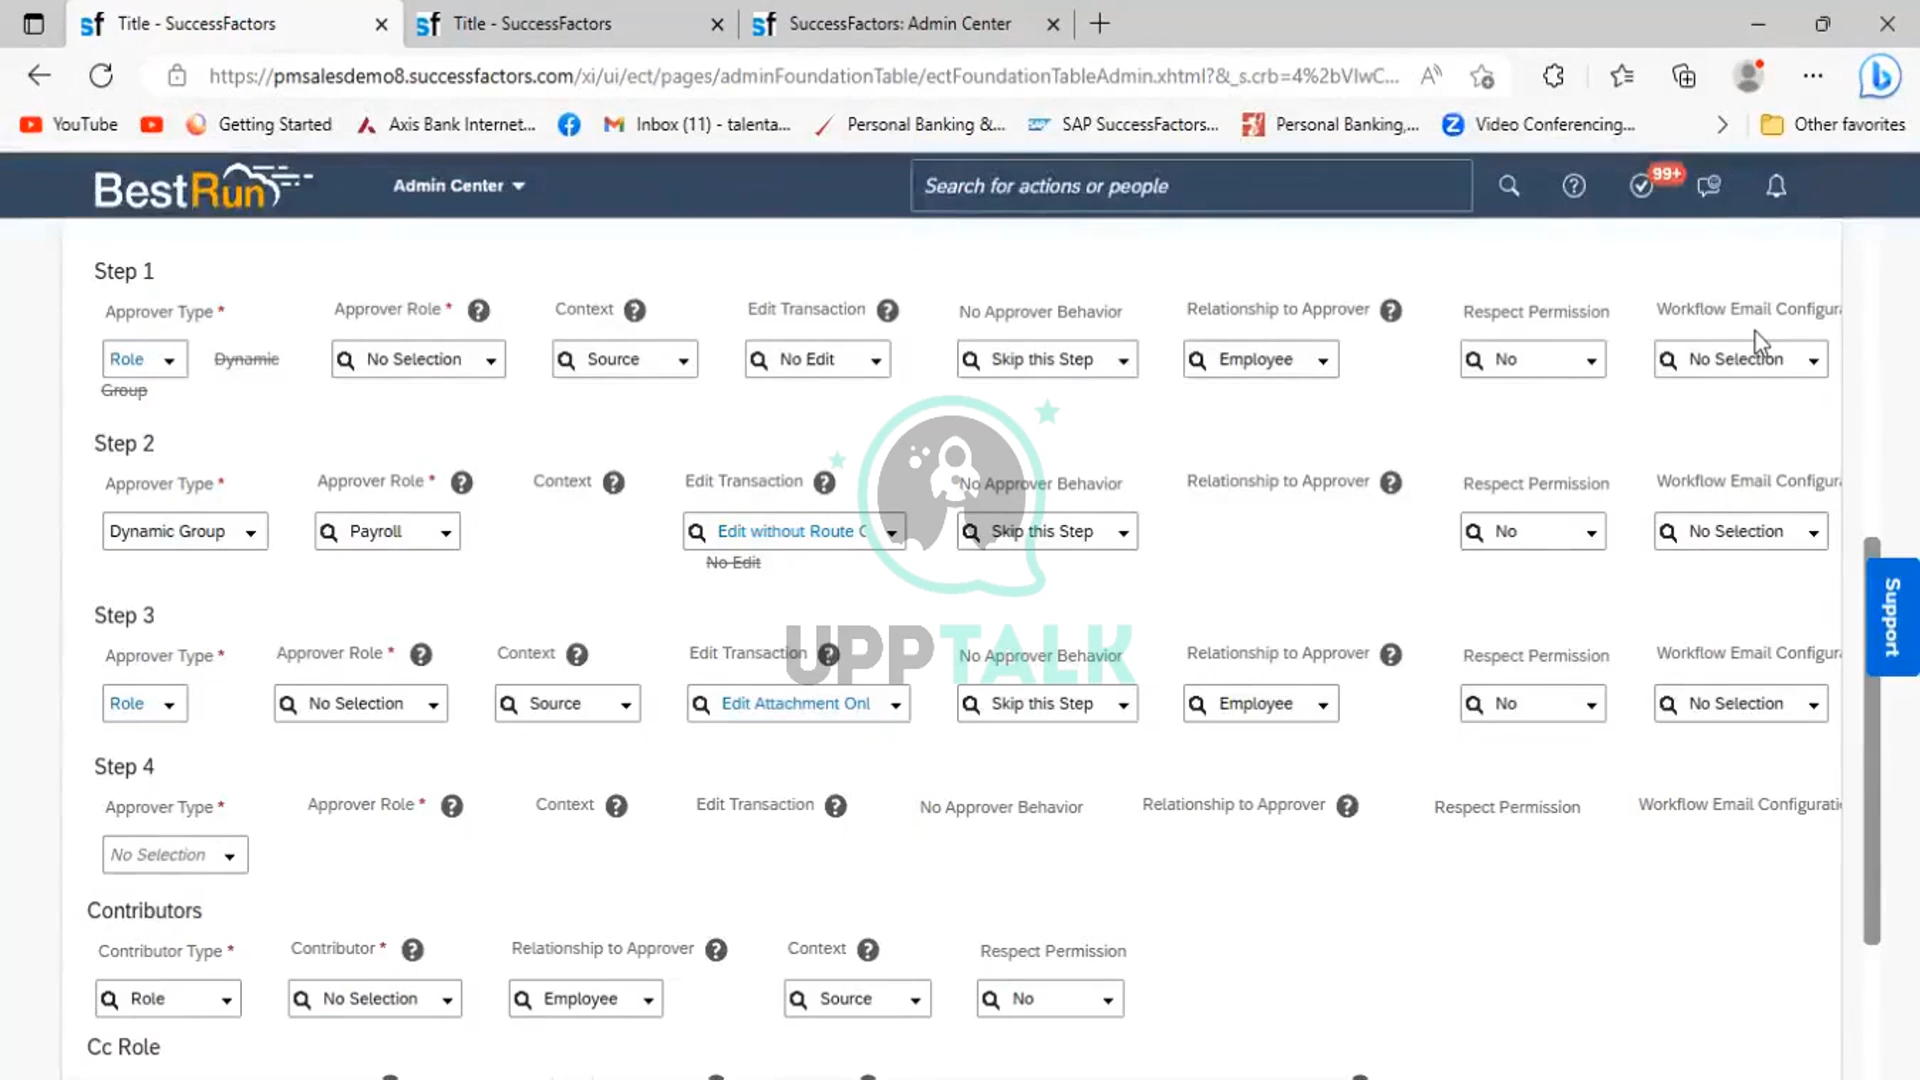 Title - SuccessFactors
Title - SuccessFactors
SuccessFactors: Admin Center
https://pmsalesdemo8.successfactors.com/xi/ui/ect/pages/adminFoundationTable/ectFoundationTableAdmin.xhtml?&_s.crb=4%2bVIwC...
YouTube
Getting Started
Axis Bank Internet...
Inbox (11) - talenta...
Personal Banking &...
SAP SuccessFactors...
Personal Banking,...
Video Conferencing...
Other favorites
BestRun
Admin Center
Search for actions or people
99+
Step 1
Approver Type * Approver Role * Context Edit Transaction No Approver Behavior Relationship to Approver Respect Permission Workflow Email Configur
Role Dynamic Group No Selection Source No Edit Skip this Step Employee No No Selection
Step 2
Approver Type * Approver Role * Context Edit Transaction No Approver Behavior Relationship to Approver Respect Permission Workflow Email Configur
Dynamic Group Payroll Edit without Route Skip this Step No No Selection
No Edit
Step 3
Approver Type * Approver Role * Context Edit Transaction No Approver Behavior Relationship to Approver Respect Permission Workflow Email Configur
Role No Selection Source Edit Attachment Onl Skip this Step Employee No No Selection
Step 4
Approver Type * Approver Role * Context Edit Transaction No Approver Behavior Relationship to Approver Respect Permission Workflow Email Configurati
No Selection
Contributors
Contributor Type * Contributor * Relationship to Approver Context Respect Permission
Role No Selection Employee Source No
Cc Role
Support
UPPTALK